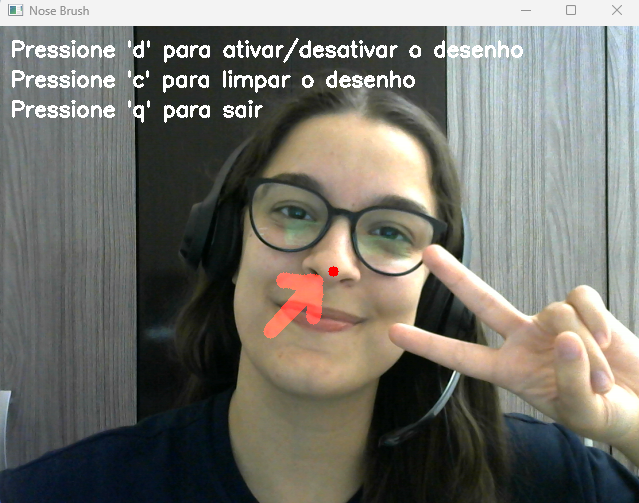 Nose Brush
Pressione 'd' para ativar/desativar o desenho
Pressione 'c' para limpar o desenho
Pressione 'q' para sair